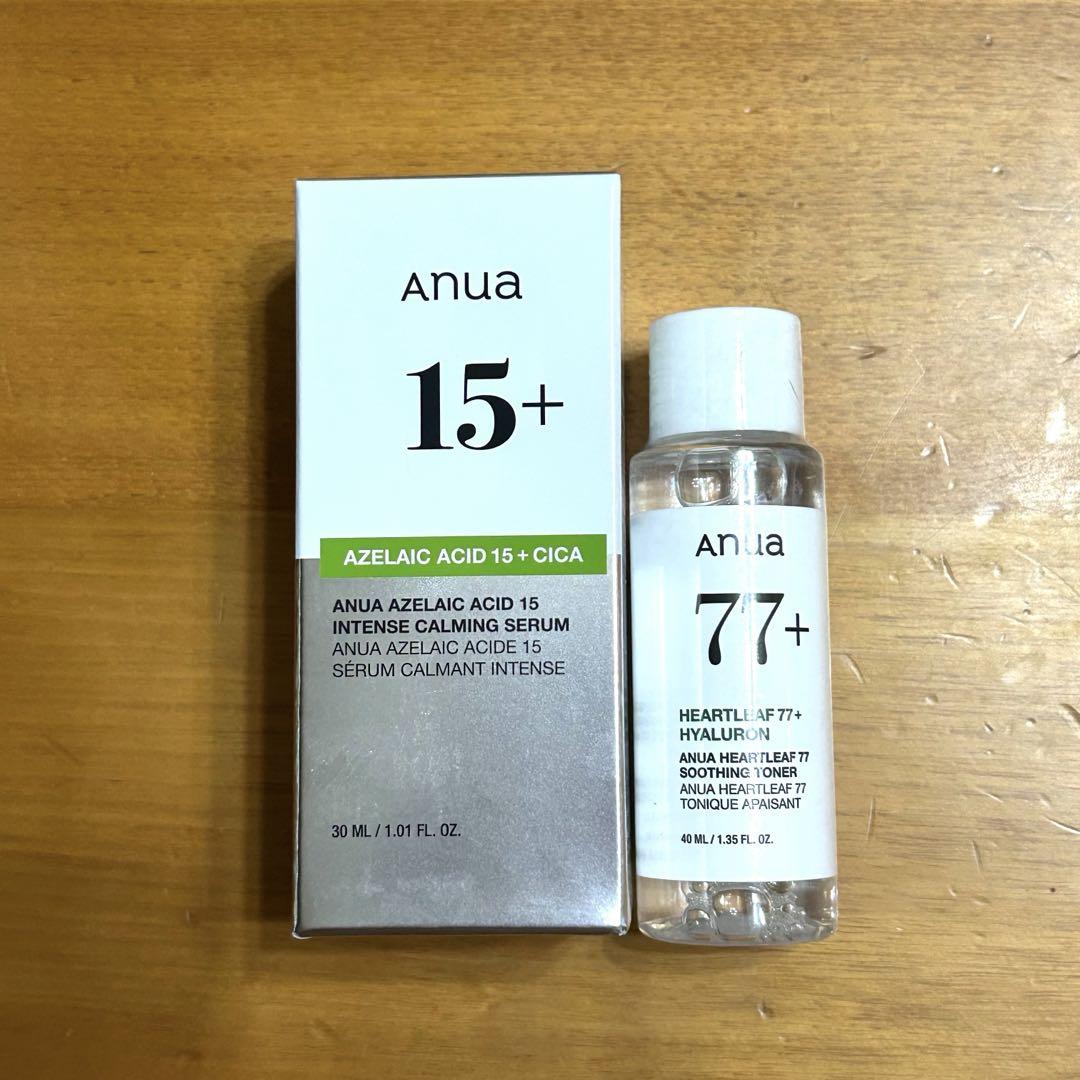 Anua
15+
AZELAIC ACID 15 + CICA
ANUA AZELAIC ACID 15
INTENSE CALMING SERUM
ANUA AZELAIC ACIDE 15
SÉRUM CALMANT INTENSE
30 ML / 1.01 FL. OZ.
Anua
77+
HEARTLEAF 77+
HYALURON
ANUA HEARTLEAF 77
SOOTHING TONER
ANUA HEARTLEAF 77
TONIQUE APAISANT
40 ML / 1.35 FL. OZ.